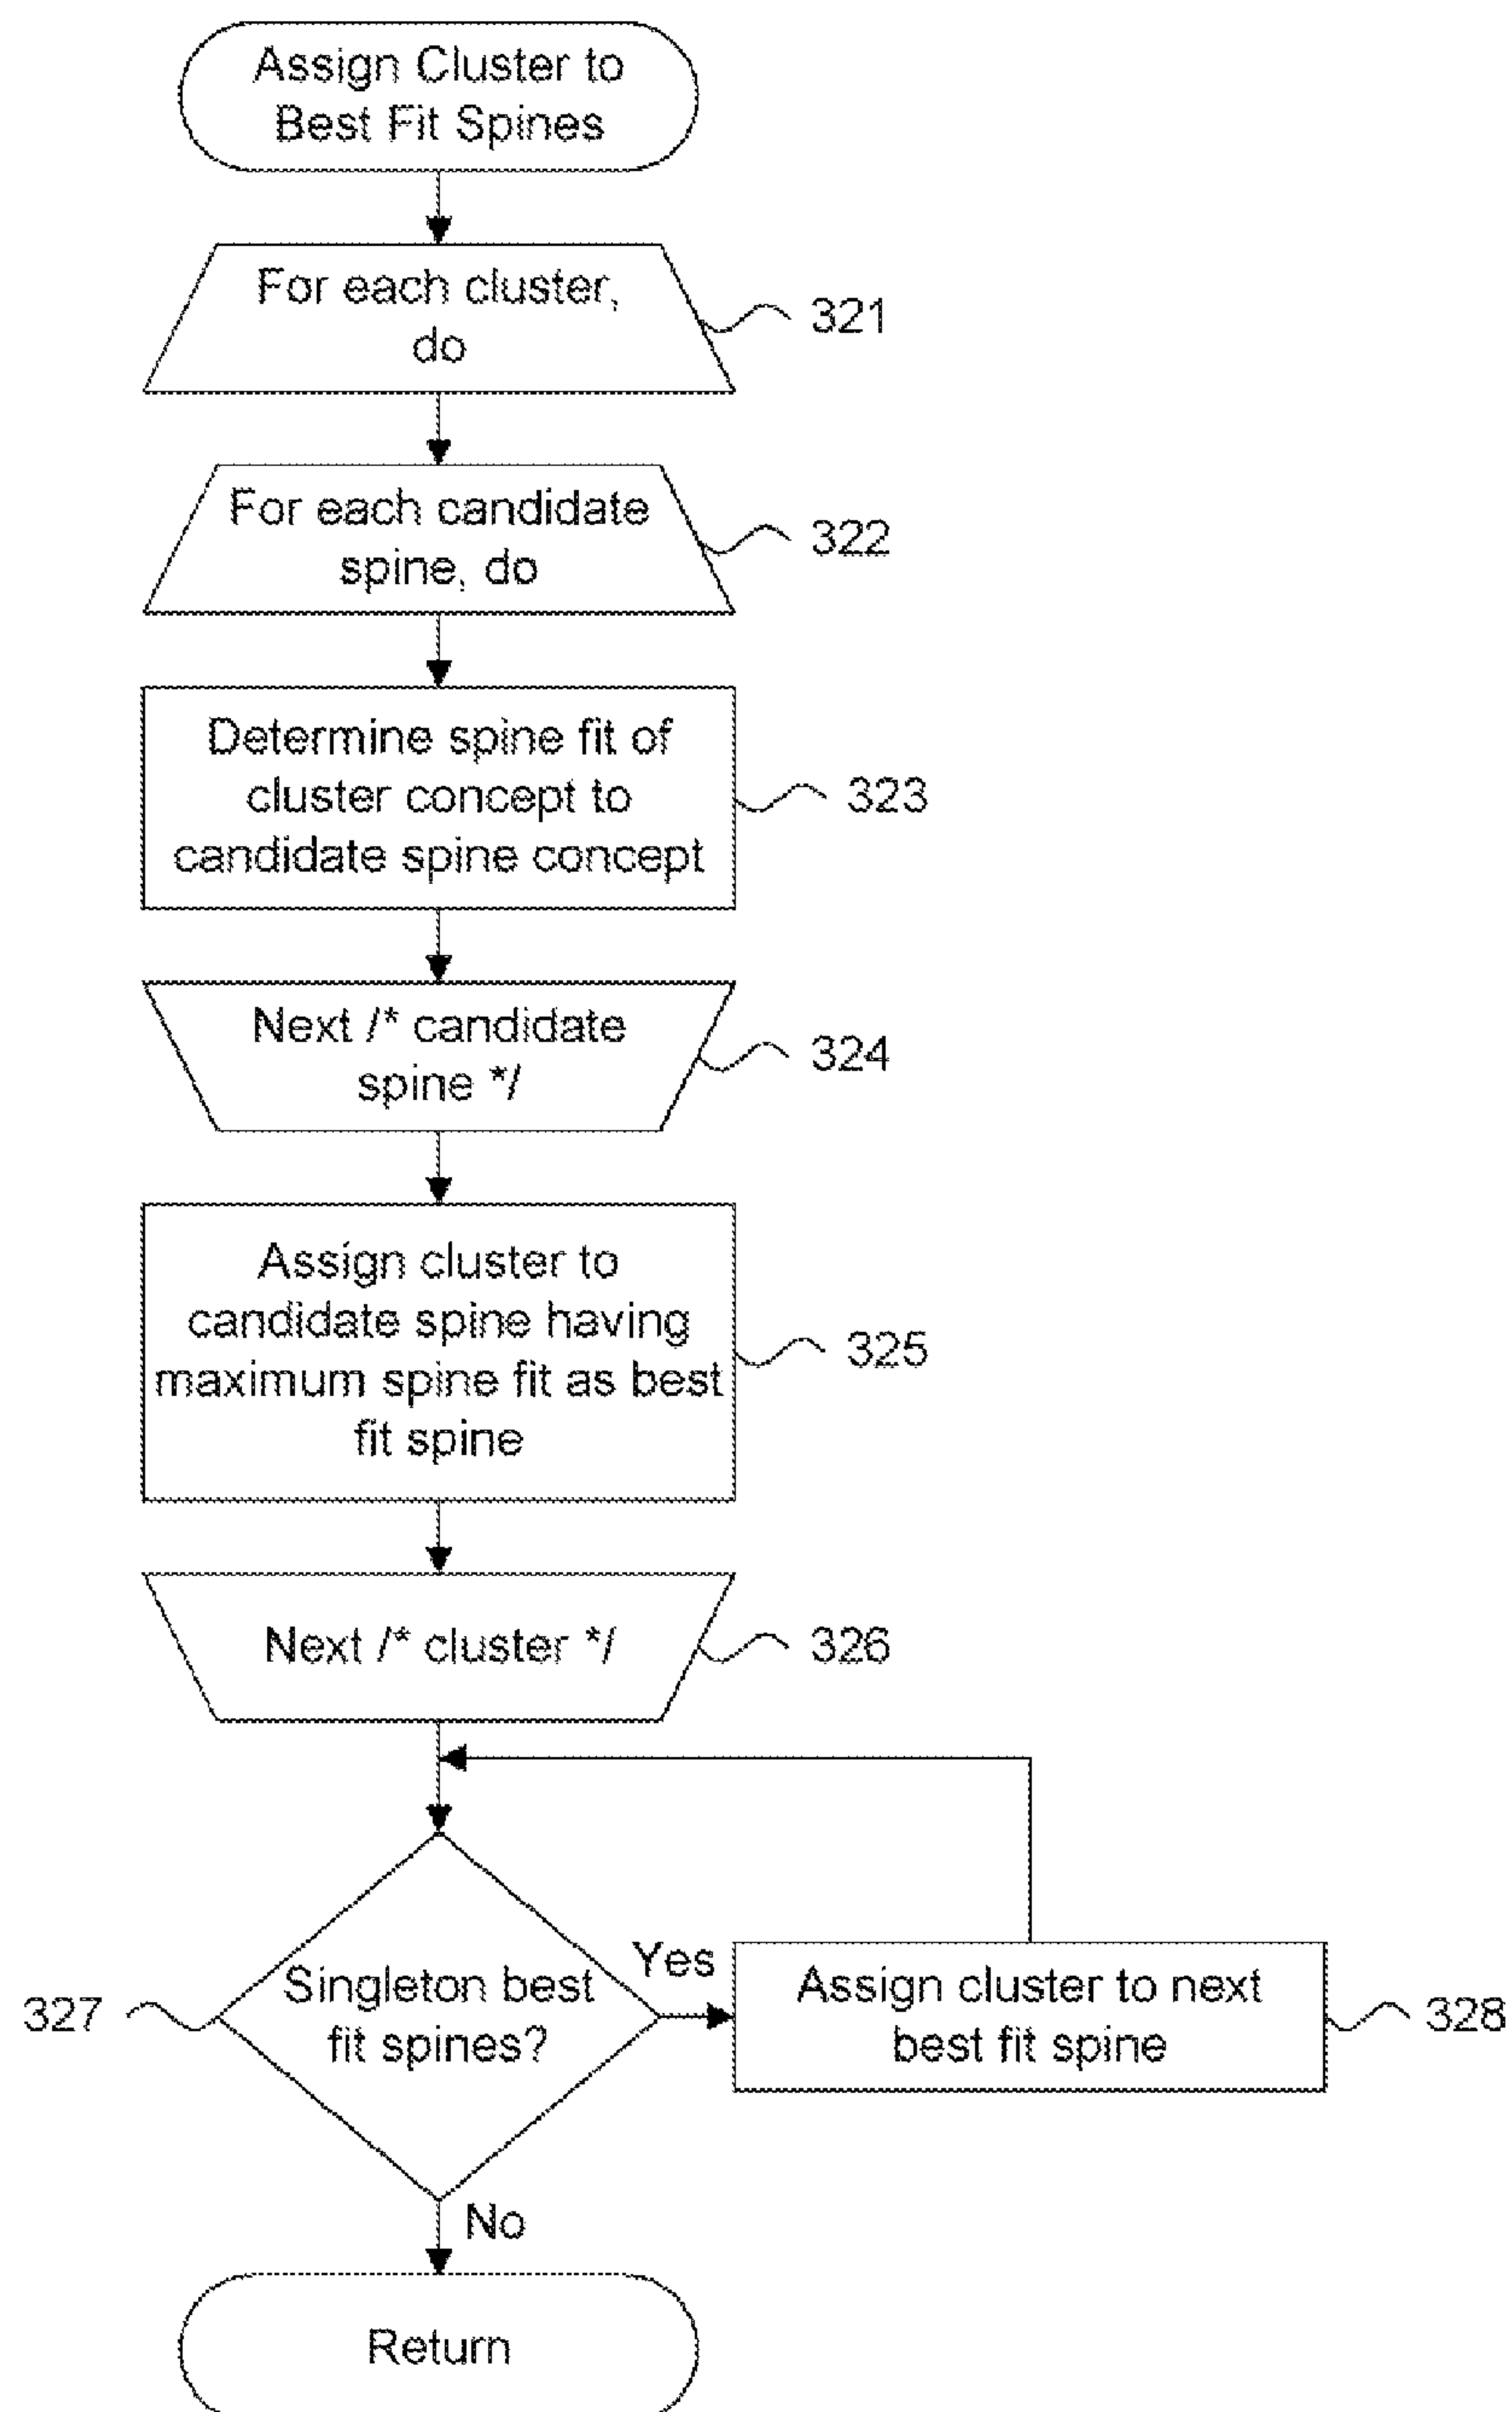 Assign Cluster to
Best Fit Spines
For each cluster,
do
321
For each candidate
spine, do
322
Determine spine fit of
cluster concept to
candidate spine concept
323
Next /* candidate
spine */
324
Assign cluster to
candidate spine having
maximum spine fit as best
fit spine
325
Next /* cluster */
326
Singleton best
fit spines?
327
Yes
Assign cluster to next
best fit spine
328
No
Return